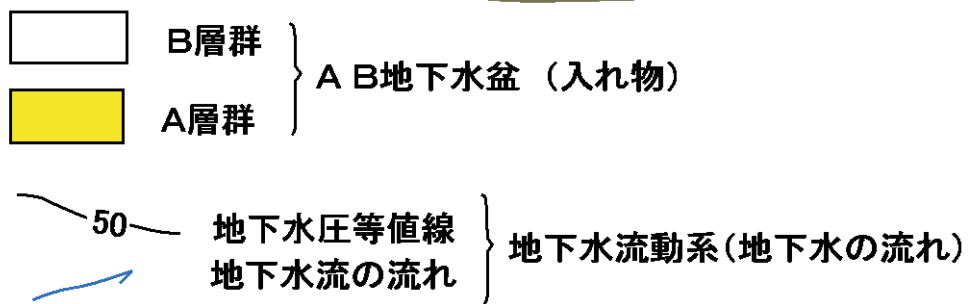 B層群
A層群
A B地下水盆 (入れ物)
50
地下水圧等値線
地下水流の流れ
地下水流動系(地下水の流れ)